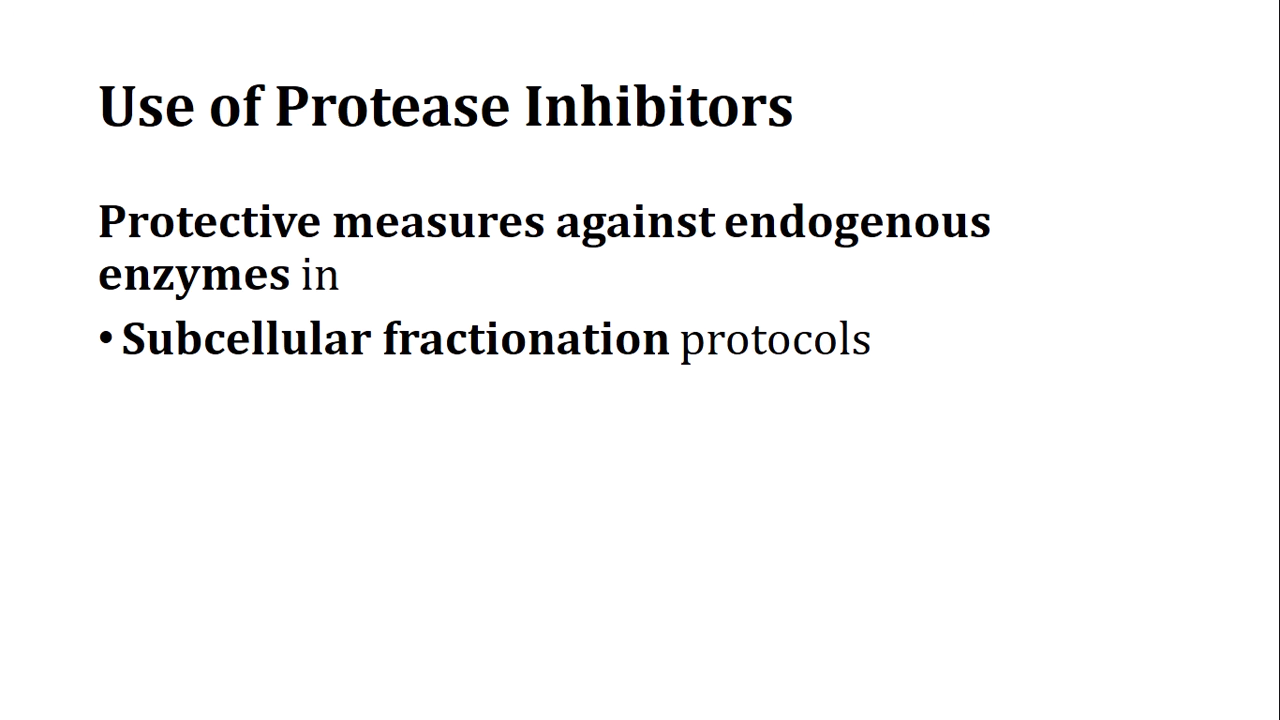 Use of Protease Inhibitors
Protective measures against endogenous
enzymes in
• Subcellular fractionation protocols